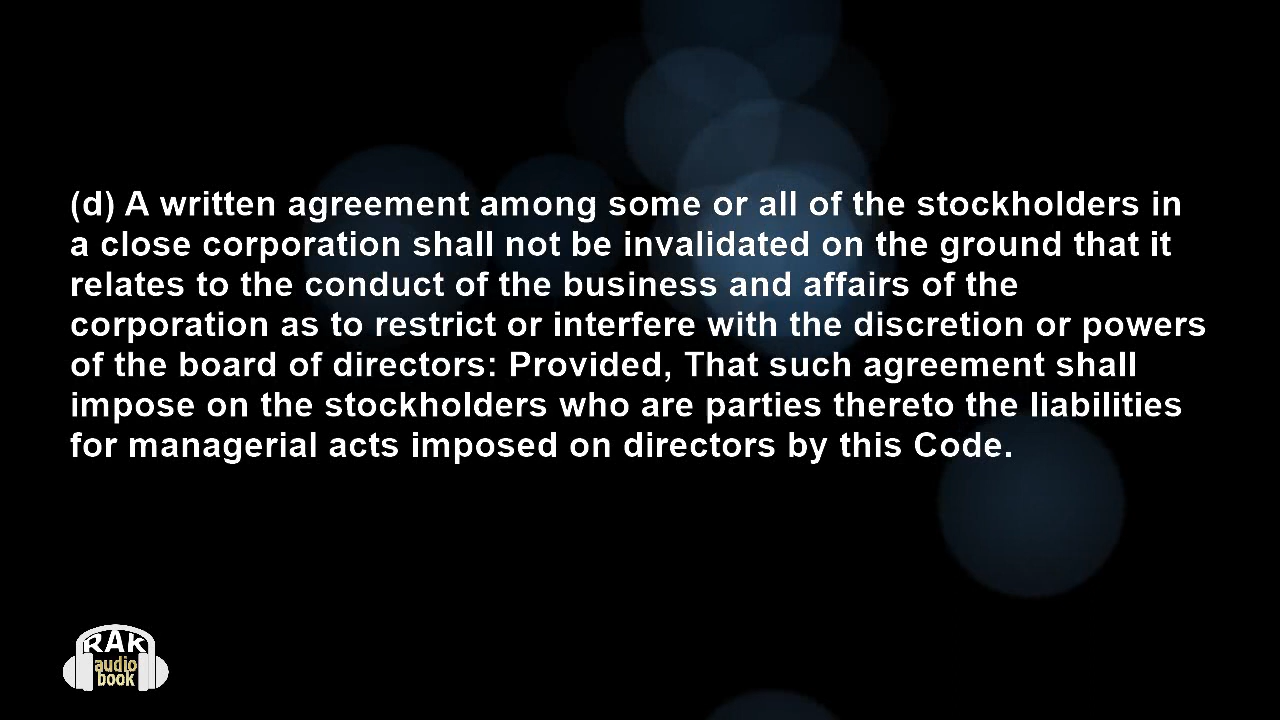 (d) A written agreement among some or all of the stockholders in
a close corporation shall not be invalidated on the ground that it
relates to the conduct of the business and affairs of the
corporation as to restrict or interfere with the discretion or powers
of the board of directors: Provided, That such agreement shall
impose on the stockholders who are parties thereto the liabilities
for managerial acts imposed on directors by this Code.
RAK
audio
book